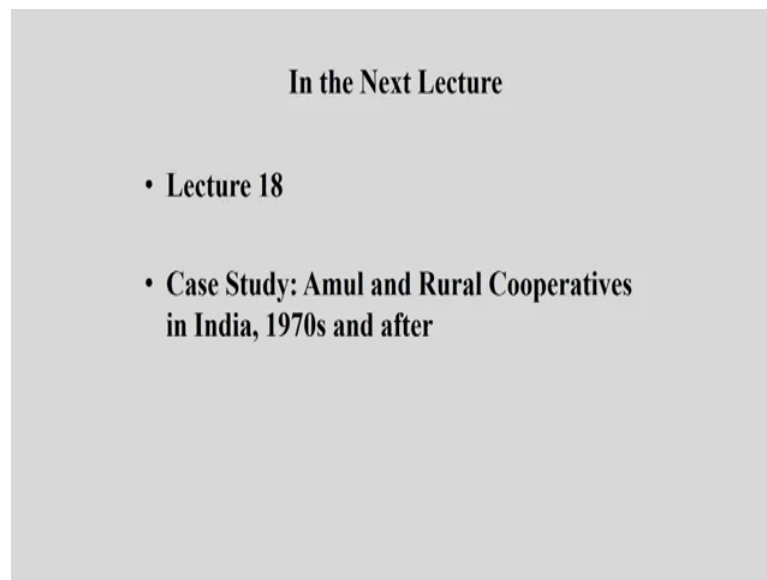 In the Next Lecture
• Lecture 18
• Case Study: Amul and Rural Cooperatives
in India, 1970s and after